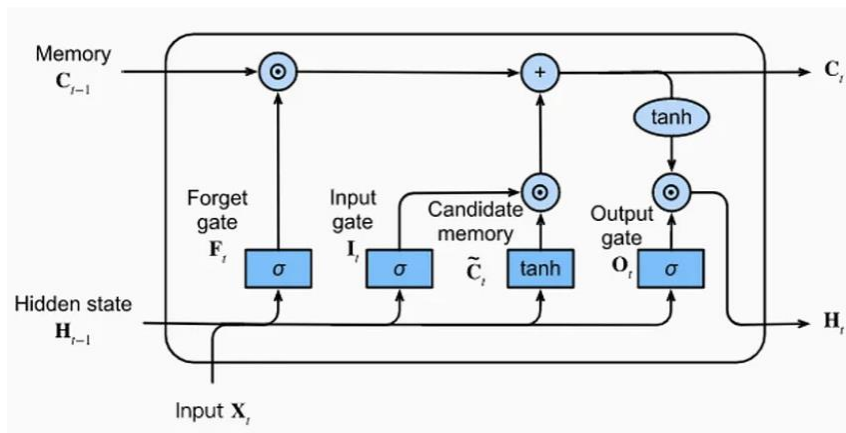 Memory
C_{t-1}
+
C_t
tanh
Forget
gate
F_t
Input
gate
I_t
Candidate
memory
C̃_t
Output
gate
O_t
σ
σ
tanh
σ
Hidden state
H_{t-1}
H_t
Input X_t